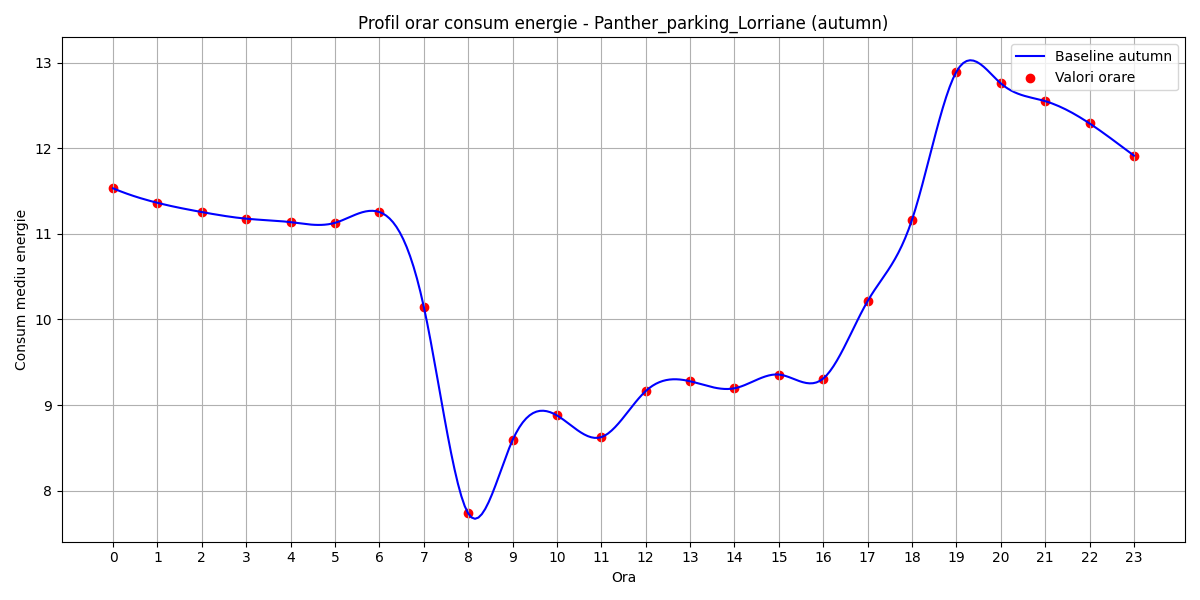 Profil orar consum energie - Panther_parking_Lorriane (autumn)
Baseline autumn
Valori orare
Consum mediu energie
13
12
11
10
9
8
0 1 2 3 4 5 6 7 8 9 10 11 12 13 14 15 16 17 18 19 20 21 22 23
Ora